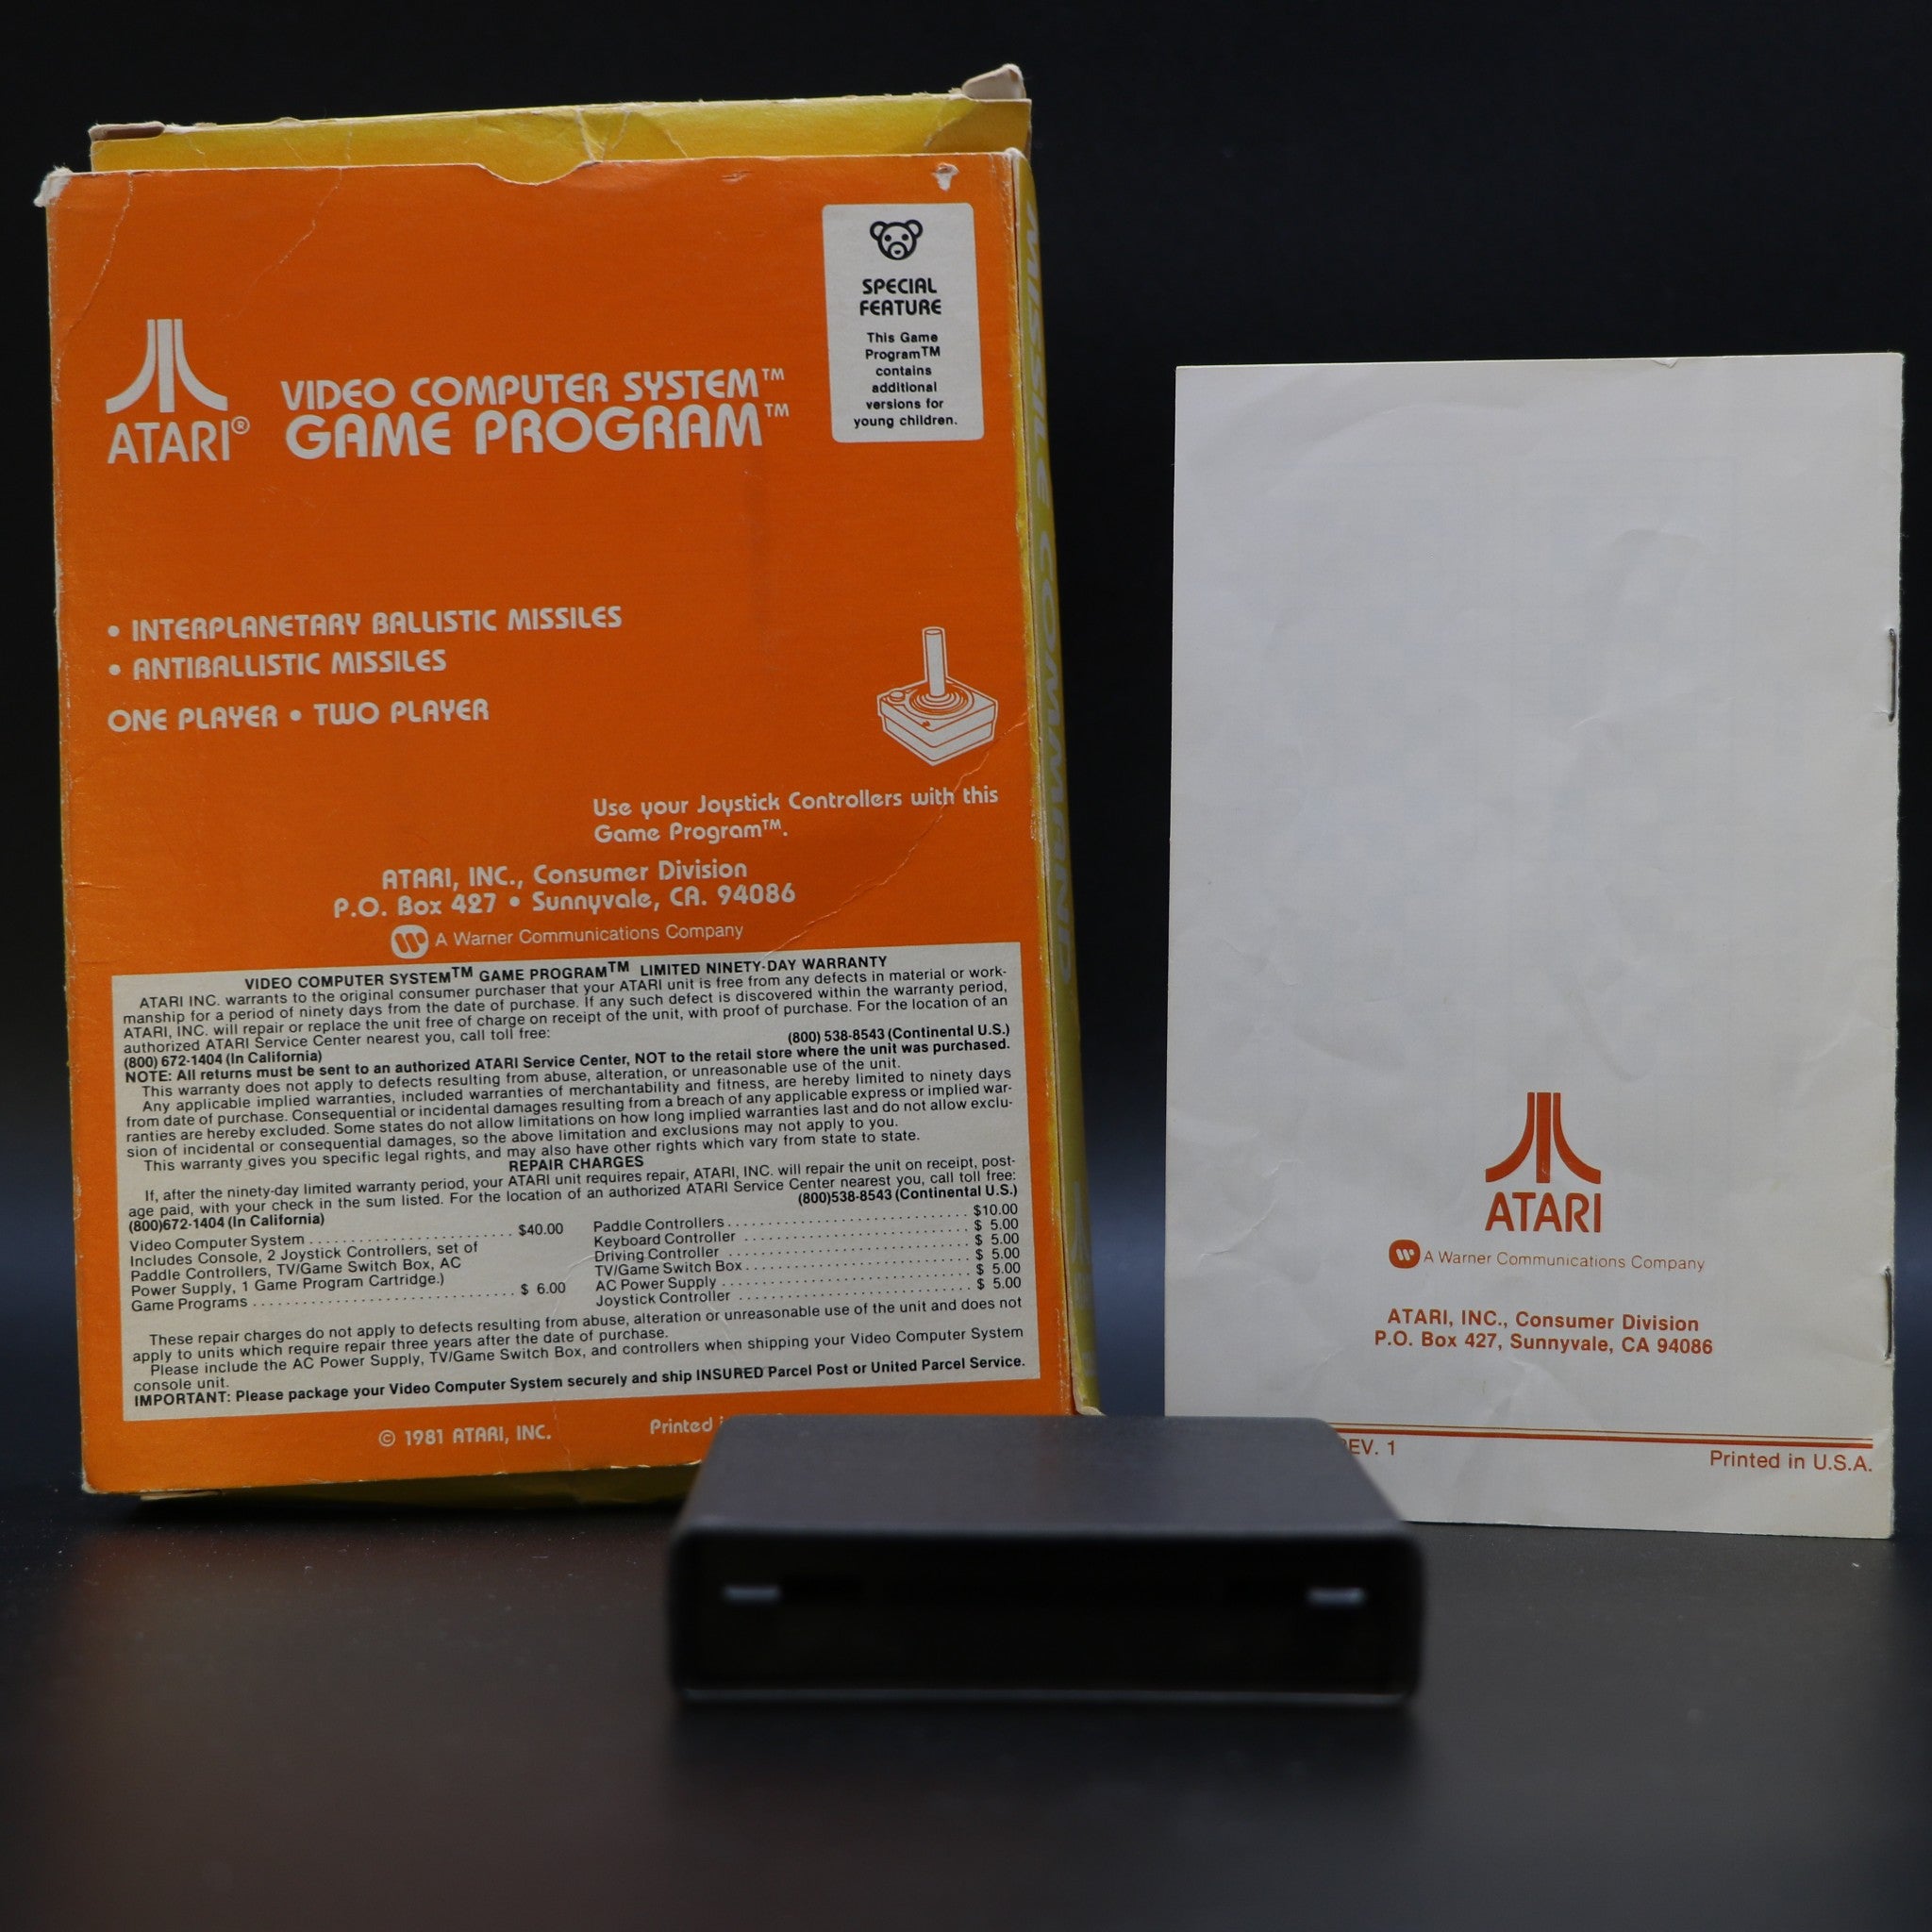 ATARI®
VIDEO COMPUTER SYSTEM™
GAME PROGRAM™
SPECIAL
FEATURE
This Game
Program™
contains
additional
versions for
young children.
• INTERPLANETARY BALLISTIC MISSILES
• ANTIBALLISTIC MISSILES
ONE PLAYER • TWO PLAYER
Use your Joystick Controllers with this
Game Program™.
ATARI, INC., Consumer Division
P.O. Box 427 • Sunnyvale, CA. 94086
A Warner Communications Company
VIDEO COMPUTER SYSTEM™ GAME PROGRAM™ LIMITED NINETY-DAY WARRANTY
ATARI INC. warrants to the original consumer purchaser that your ATARI unit is free from any defects in material or work-
manship for a period of ninety days from the date of purchase. If any such defect is discovered within the warranty period,
ATARI, INC. will repair or replace the unit free of charge on receipt of the unit, with proof of purchase. For the location of an
authorized ATARI Service Center nearest you, call toll free:
(800) 672-1404 (In California) (800) 538-8543 (Continental U.S.)
NOTE: All returns must be sent to an authorized ATARI Service Center, NOT to the retail store where the unit was purchased.
This warranty does not apply to defects resulting from abuse, alteration, or unreasonable use of the unit.
Any applicable implied warranties, included warranties of merchantability and fitness, are hereby limited to ninety days
from date of purchase. Consequential or incidental damages resulting from a breach of any applicable express or implied war-
ranties are hereby excluded. Some states do not allow limitations on how long implied warranties last and do not allow exclu-
sion of incidental or consequential damages, so the above limitation and exclusions may not apply to you.
This warranty gives you specific legal rights, and may also have other rights which vary from state to state.
REPAIR CHARGES
If, after the ninety-day limited warranty period, your ATARI unit requires repair, ATARI, INC. will repair the unit on receipt, post-
age paid, with your check in the sum listed. For the location of an authorized ATARI Service Center nearest you, call toll free:
(800)672-1404 (In California) (800)538-8543 (Continental U.S.)
Video Computer System . . . . . . . . . . $40.00
Includes Console, 2 Joystick Controllers, set of
Paddle Controllers, TV/Game Switch Box, AC
Power Supply, 1 Game Program Cartridge.)
Game Programs . . . . . . . . . . $ 6.00
Paddle Controllers . . . . . . . . . . $10.00
Keyboard Controller . . . . . . . . . . $ 5.00
Driving Controller . . . . . . . . . . $ 5.00
TV/Game Switch Box . . . . . . . . . . $ 5.00
AC Power Supply . . . . . . . . . . $ 5.00
Joystick Controller . . . . . . . . . . $ 5.00
These repair charges do not apply to defects resulting from abuse, alteration or unreasonable use of the unit and does not
apply to units which require repair three years after the date of purchase.
Please include the AC Power Supply, TV/Game Switch Box, and controllers when shipping your Video Computer System
console unit.
IMPORTANT: Please package your Video Computer System securely and ship INSURED Parcel Post or United Parcel Service.
© 1981 ATARI, INC.
Printed
MISSILE COMMAND
ATARI
A Warner Communications Company
ATARI, INC., Consumer Division
P.O. Box 427, Sunnyvale, CA 94086
EV. 1
Printed in U.S.A.